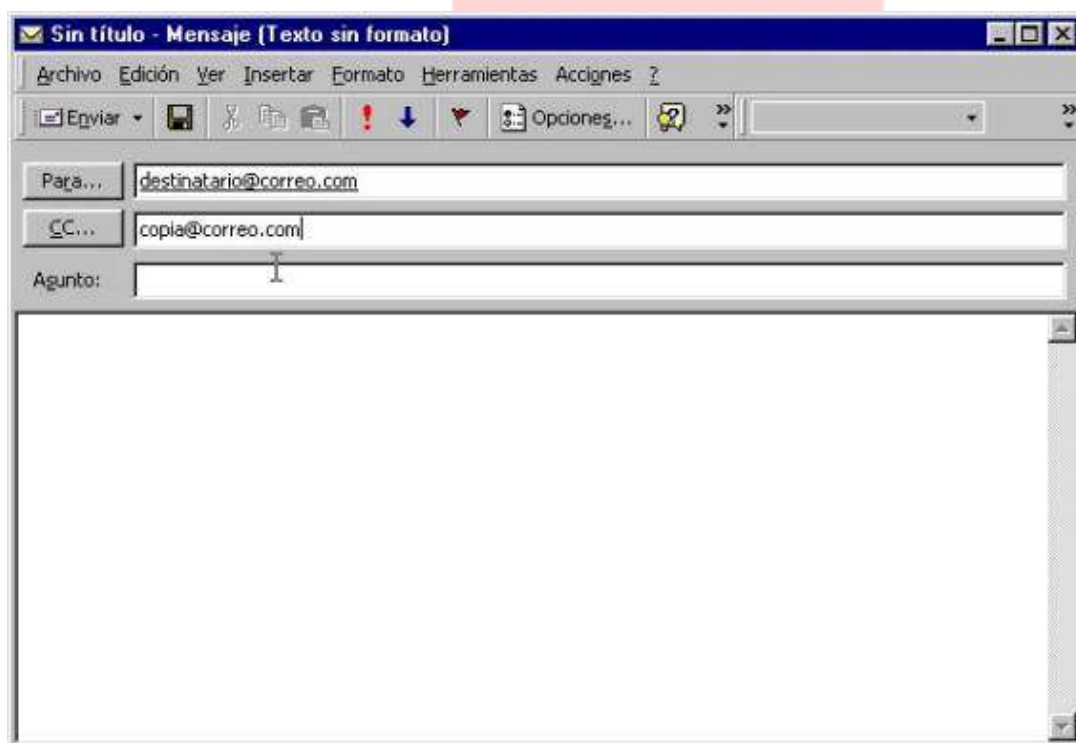 Sin título - Mensaje (Texto sin formato)
Archivo Edición Ver Insertar Formato Herramientas Acciones ?
Enviar Opciones...
Para... destinatario@correo.com
CC... copia@correo.com
Asunto: